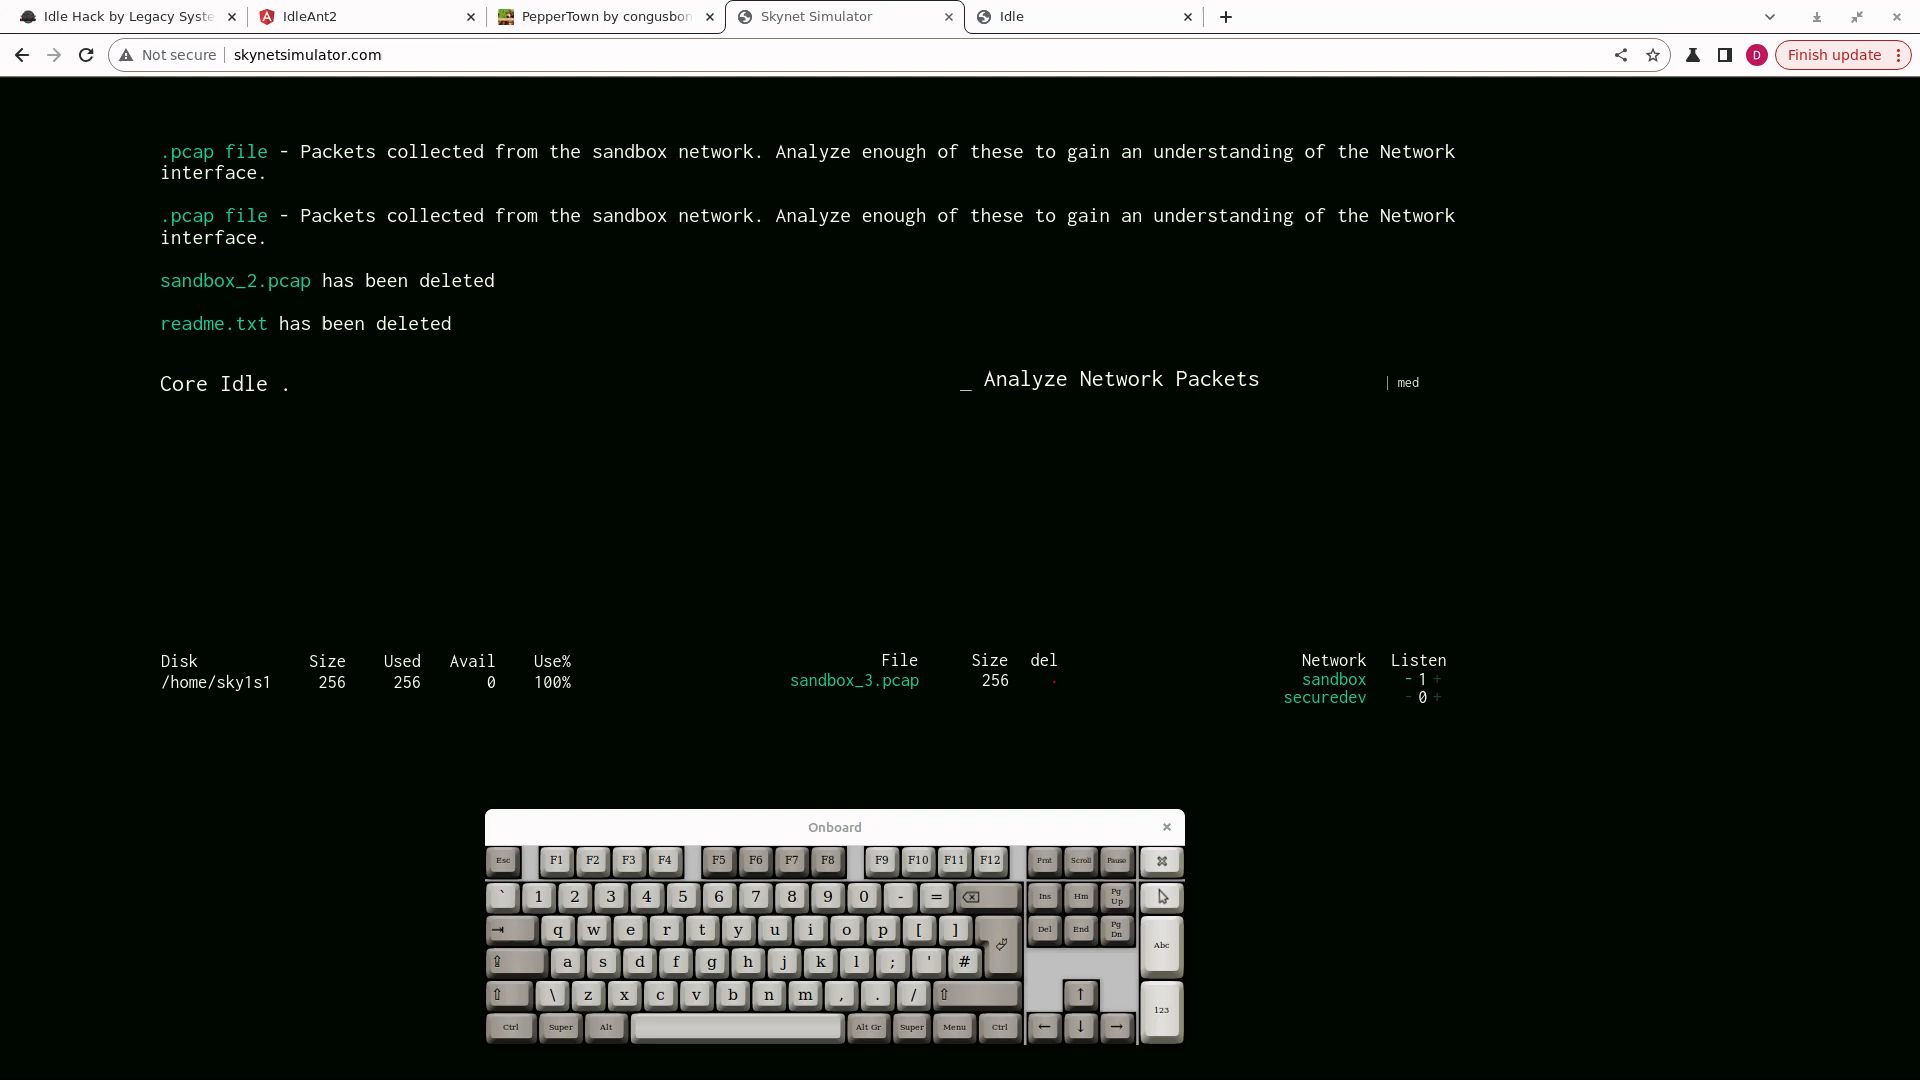 Idle Hack by Legacy Syste
IdleAnt2
PepperTown by congusbon
Skynet Simulator
Idle
Not secure
skynetsimulator.com
D
Finish update
.pcap file - Packets collected from the sandbox network. Analyze enough of these to gain an understanding of the Network
interface.
.pcap file - Packets collected from the sandbox network. Analyze enough of these to gain an understanding of the Network
interface.
sandbox_2.pcap has been deleted
readme.txt has been deleted
Core Idle .
_ Analyze Network Packets
| med
Disk Size Used Avail Use%
/home/sky1s1 256 256 0 100%
File Size del
sandbox_3.pcap 256 .
Network Listen
sandbox - 1 +
securedev - 0 +
Onboard
Esc F1 F2 F3 F4 F5 F6 F7 F8 F9 F10 F11 F12 Prnt Scroll Pause
` 1 2 3 4 5 6 7 8 9 0 - = Ins Hm Pg Up
q w e r t y u i o p [ ] Del End Pg Dn Abc
a s d f g h j k l ; ' #
\ z x c v b n m , . / ↑ 123
Ctrl Super Alt Alt Gr Super Menu Ctrl ← ↓ →